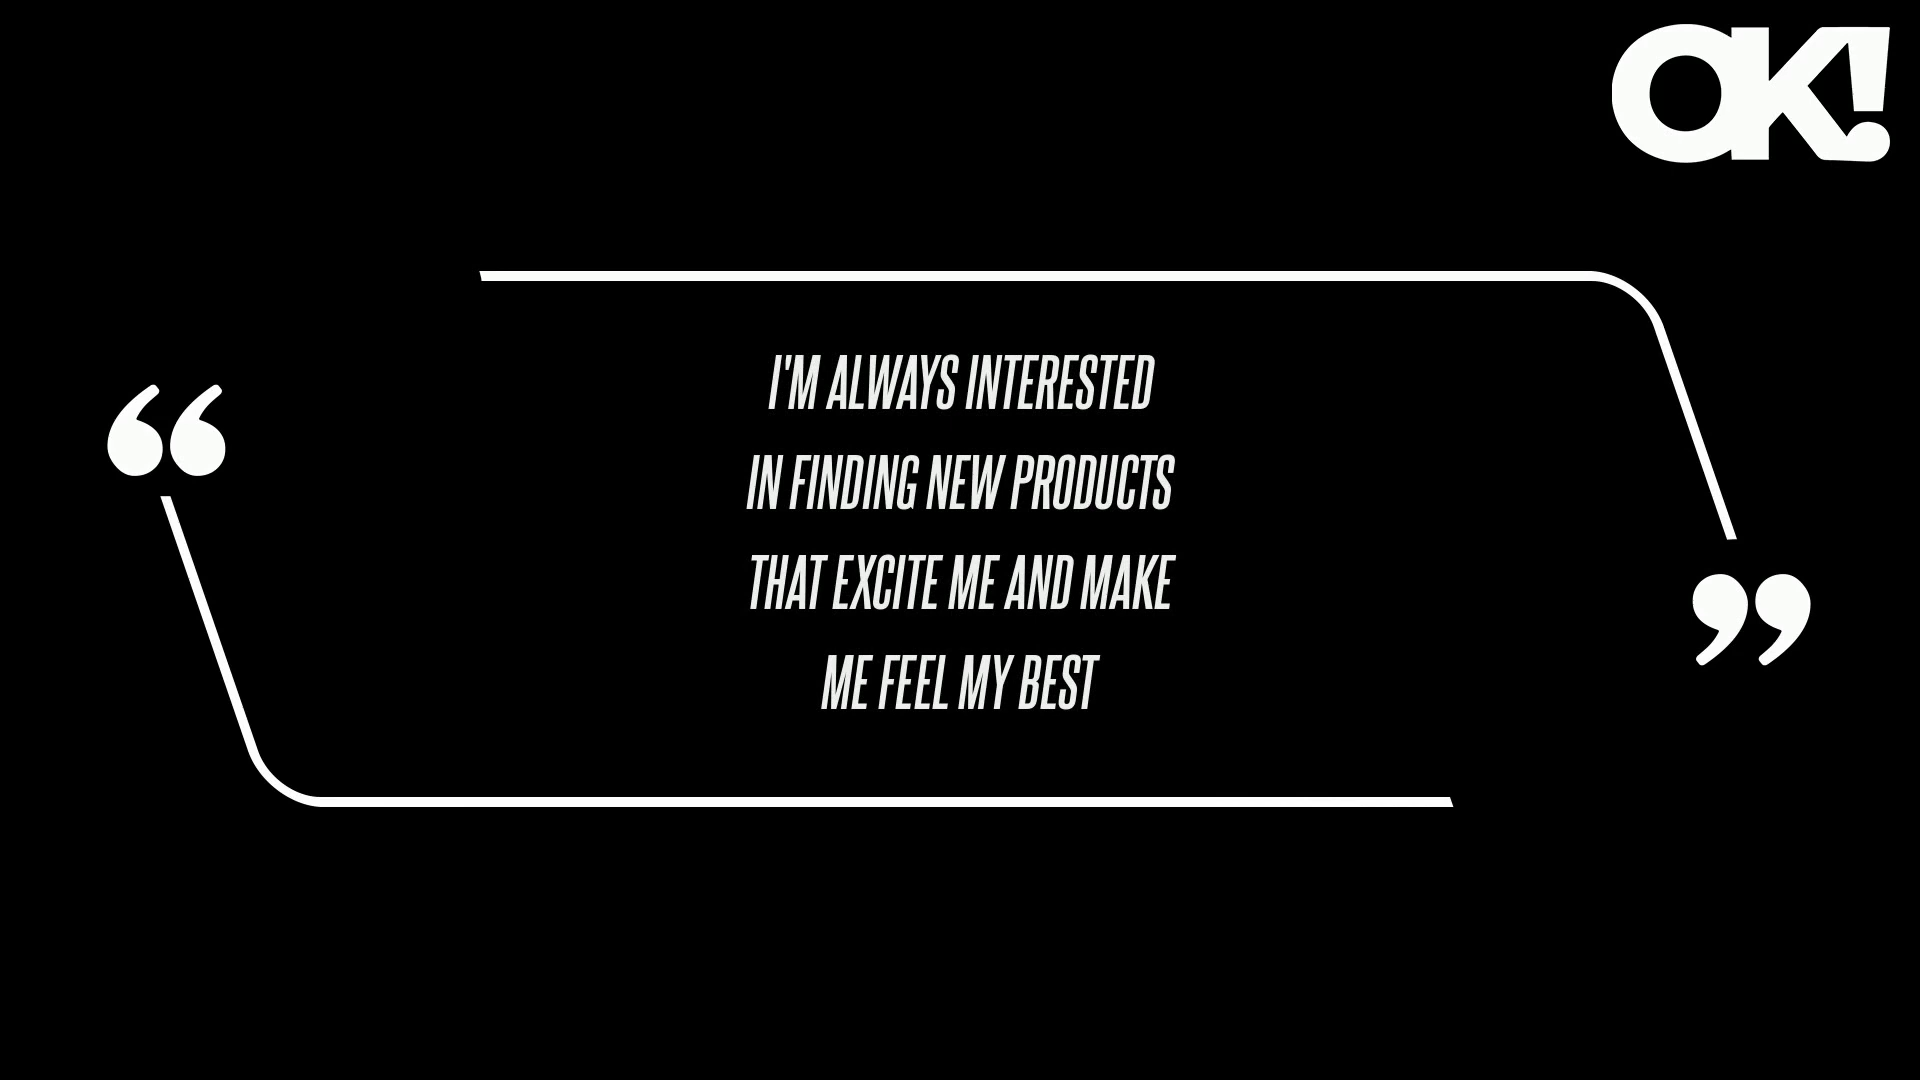 OK!
“
I'M ALWAYS INTERESTED
IN FINDING NEW PRODUCTS
THAT EXCITE ME AND MAKE
ME FEEL MY BEST
”